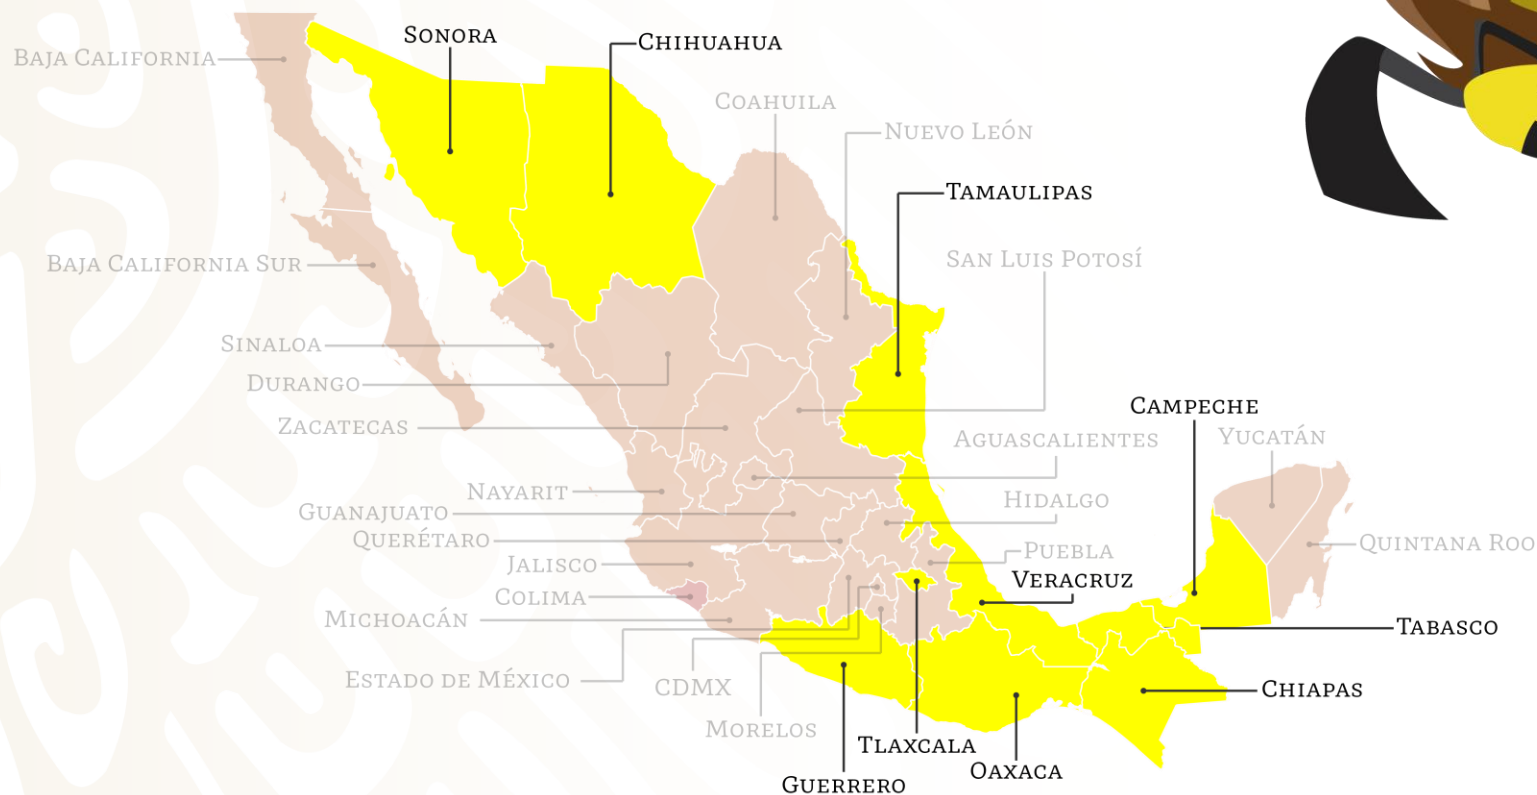 Sonora
Chihuahua
Baja California
Coahuila
Nuevo León
Tamaulipas
San Luis Potosí
Baja California Sur
Sinaloa
Durango
Campeche
Zacatecas
Aguascalientes
Yucatán
Nayarit
Hidalgo
Guanajuato
Querétaro
Quintana Roo
Puebla
Jalisco
Veracruz
Colima
Michoacán
Tabasco
Estado de México
CDMX
Chiapas
Morelos
Tlaxcala
Oaxaca
Guerrero